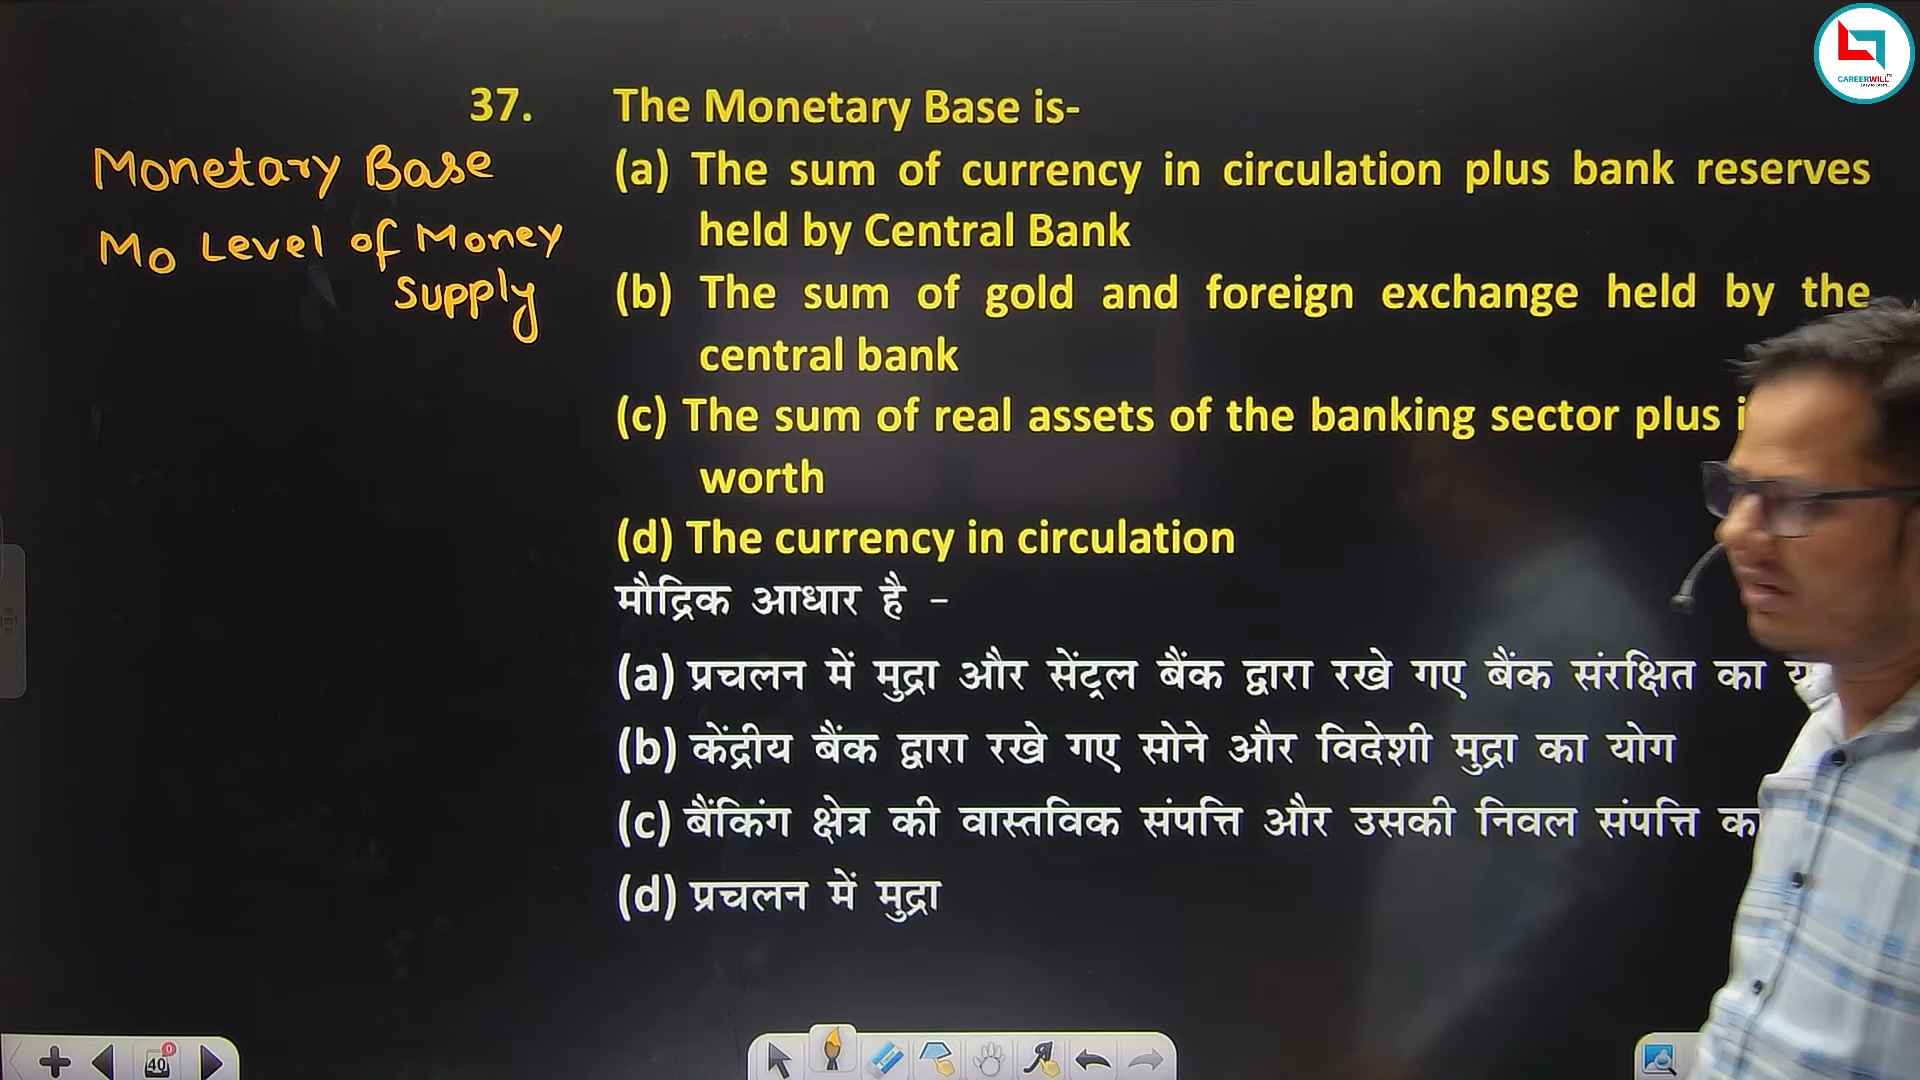 37. The Monetary Base is-
Monetary Base
Mo Level of Money
Supply
(a) The sum of currency in circulation plus bank reserves
held by Central Bank
(b) The sum of gold and foreign exchange held by the
central bank
(c) The sum of real assets of the banking sector plus
worth
(d) The currency in circulation
मौद्रिक आधार है -
(a) प्रचलन में मुद्रा और सेंट्रल बैंक द्वारा रखे गए बैंक संरक्षित का
(b) केंद्रीय बैंक द्वारा रखे गए सोने और विदेशी मुद्रा का योग
(c) बैंकिंग क्षेत्र की वास्तविक संपत्ति और उसकी निवल संपत्ति
(d) प्रचलन में मुद्रा
CAREERWILL
40
0